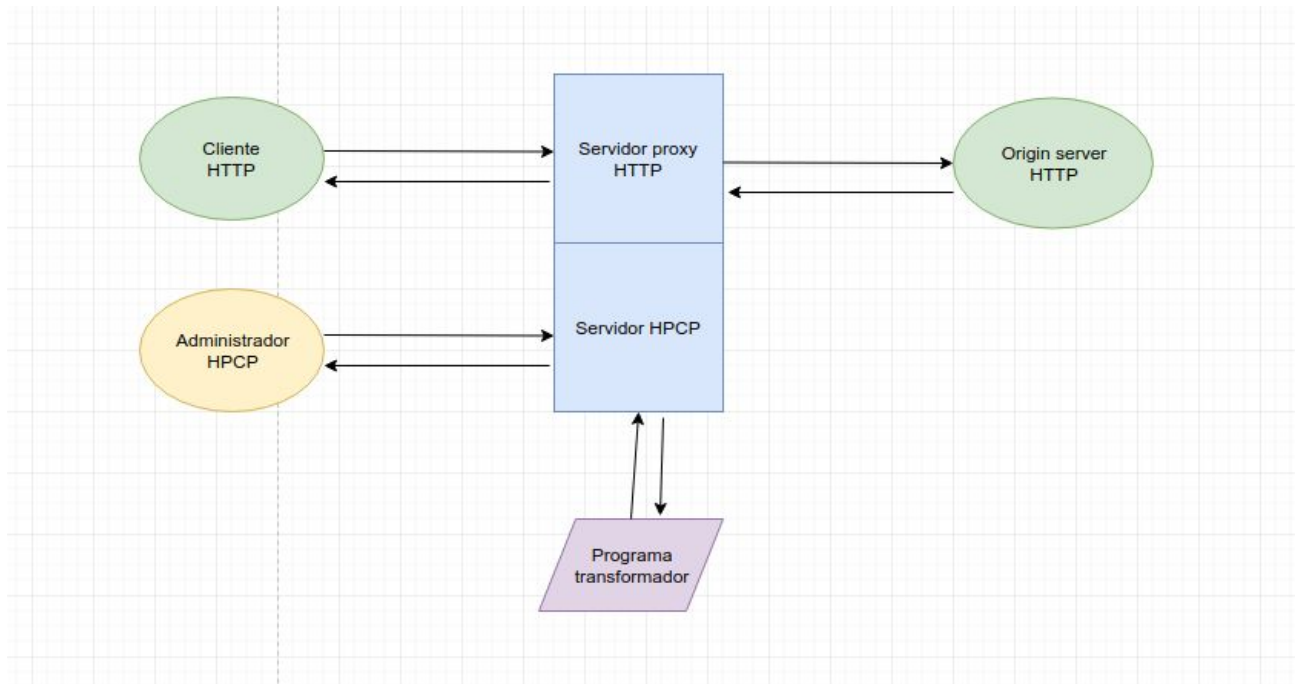 Cliente
HTTP
Servidor proxy
HTTP
Origin server
HTTP
Administrador
HPCP
Servidor HPCP
Programa
transformador